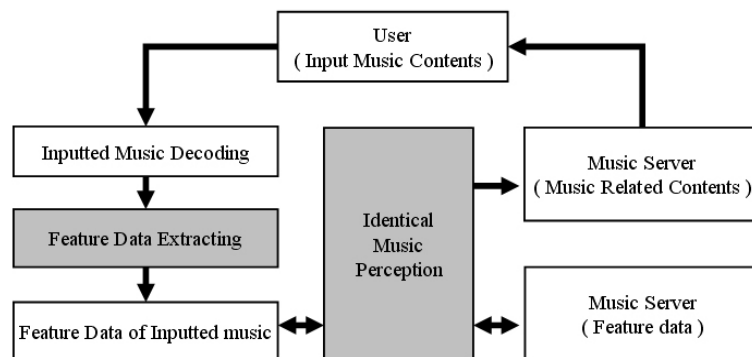 User
( Input Music Contents )
Inputted Music Decoding
Feature Data Extracting
Feature Data of Inputted music
Identical
Music
Perception
Music Server
( Music Related Contents )
Music Server
( Feature data )